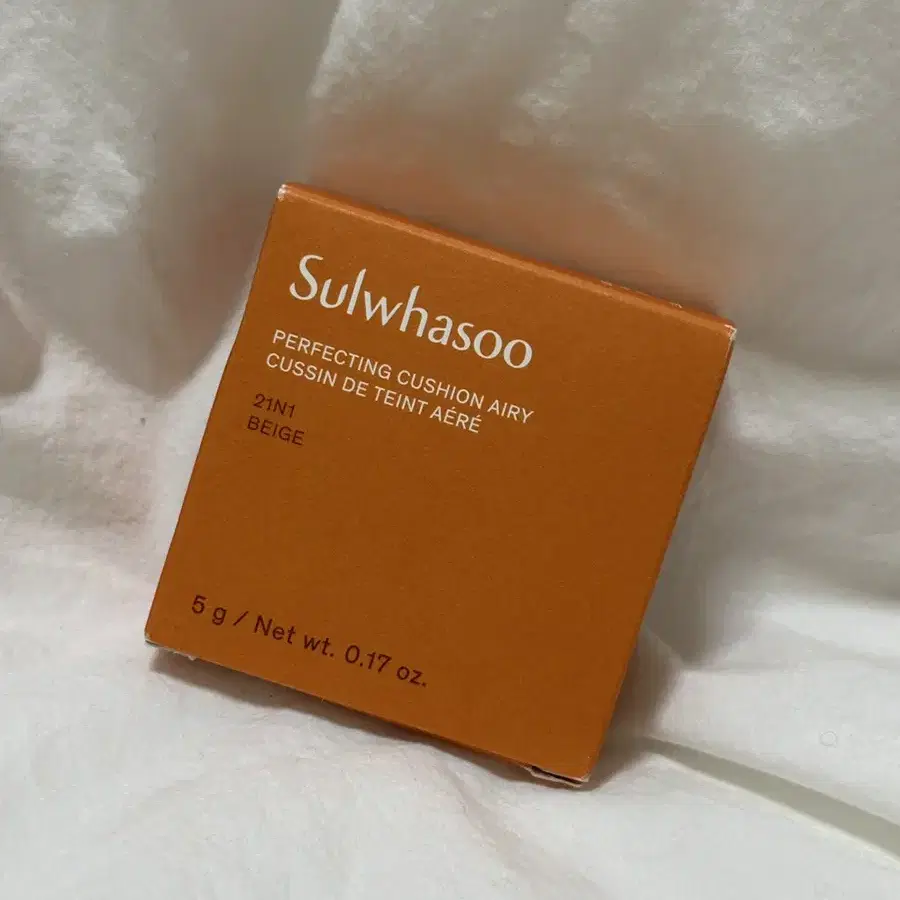 Sulwhasoo
PERFECTING CUSHION AIRY
CUSSIN DE TEINT AÉRÉ
21N1
BEIGE
5 g / Net wt. 0.17 oz.